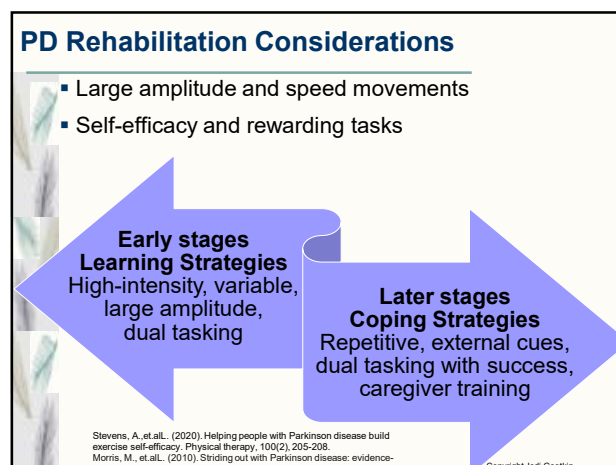 PD Rehabilitation Considerations
▪ Large amplitude and speed movements
▪ Self-efficacy and rewarding tasks
Early stages
Learning Strategies
High-intensity, variable,
large amplitude,
dual tasking
Later stages
Coping Strategies
Repetitive, external cues,
dual tasking with success,
caregiver training
Stevens, A.,et.alL. (2020). Helping people with Parkinson disease build
exercise self-efficacy. Physical therapy, 100(2), 205-208.
Morris, M., et.alL. (2010). Striding out with Parkinson disease: evidence-